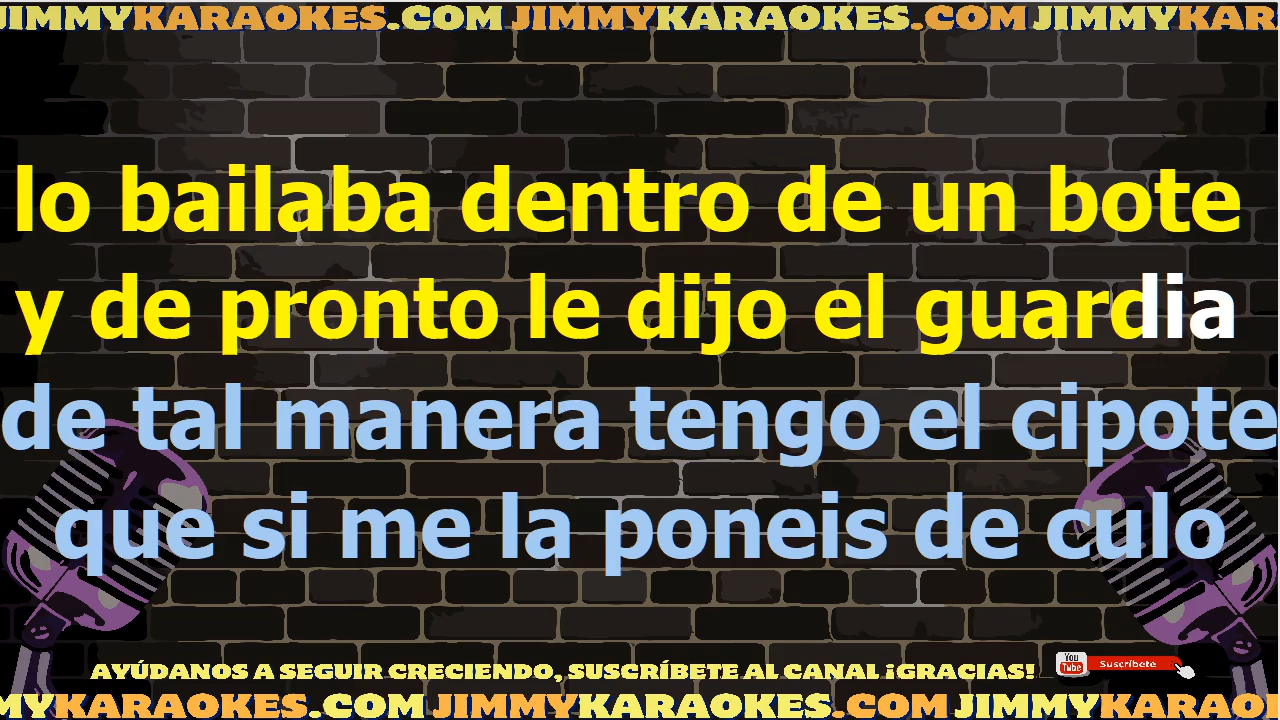 JIMMYKARAOKES.COM JIMMYKARAOKES.COM JIMMYKAR
lo bailaba dentro de un bote
y de pronto le dijo el guardia
de tal manera tengo el cipote
que si me la poneis de culo
AYÚDANOS A SEGUIR CRECIENDO, SUSCRÍBETE AL CANAL ¡GRACIAS!
You Tube Suscríbete
MYKARAOKES.COM JIMMYKARAOKES.COM JIMMYKARAOK